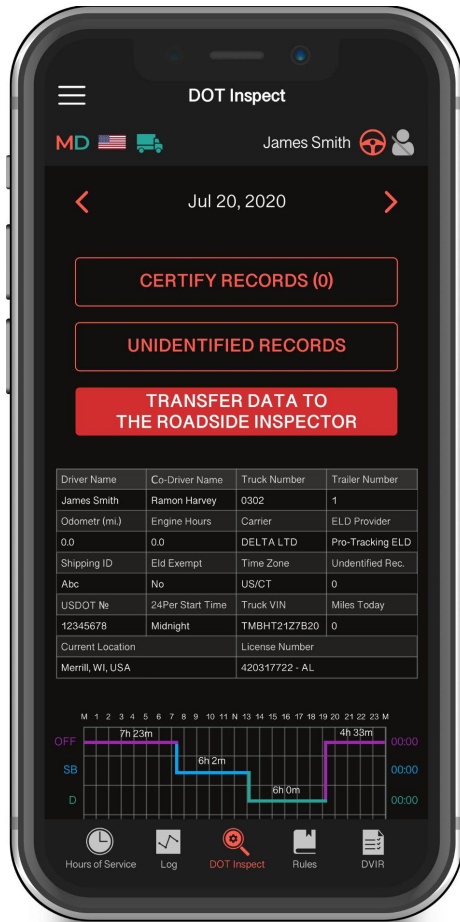 DOT Inspect
MD James Smith
Jul 20, 2020
CERTIFY RECORDS (0)
UNIDENTIFIED RECORDS
TRANSFER DATA TO
THE ROADSIDE INSPECTOR
Driver Name Co-Driver Name Truck Number Trailer Number
James Smith Ramon Harvey 0302 1
Odometr (mi.) Engine Hours Carrier ELD Provider
0.0 0.0 DELTA LTD Pro-Tracking ELD
Shipping ID Eld Exempt Time Zone Undentified Rec.
Abc No US/CT 0
USDOT № 24Per Start Time Truck VIN Miles Today
12345678 Midnight TMBHT21Z7B20 0
Current Location License Number
Merrill, WI, USA 420317722 - AL
M 1 2 3 4 5 6 7 8 9 10 11 N 13 14 15 16 17 18 19 20 21 22 23 M
OFF 7h 23m 4h 33m 00:00
SB 6h 2m 00:00
D 6h 0m 00:00
Hours of Service Log DOT Inspect Rules DVIR